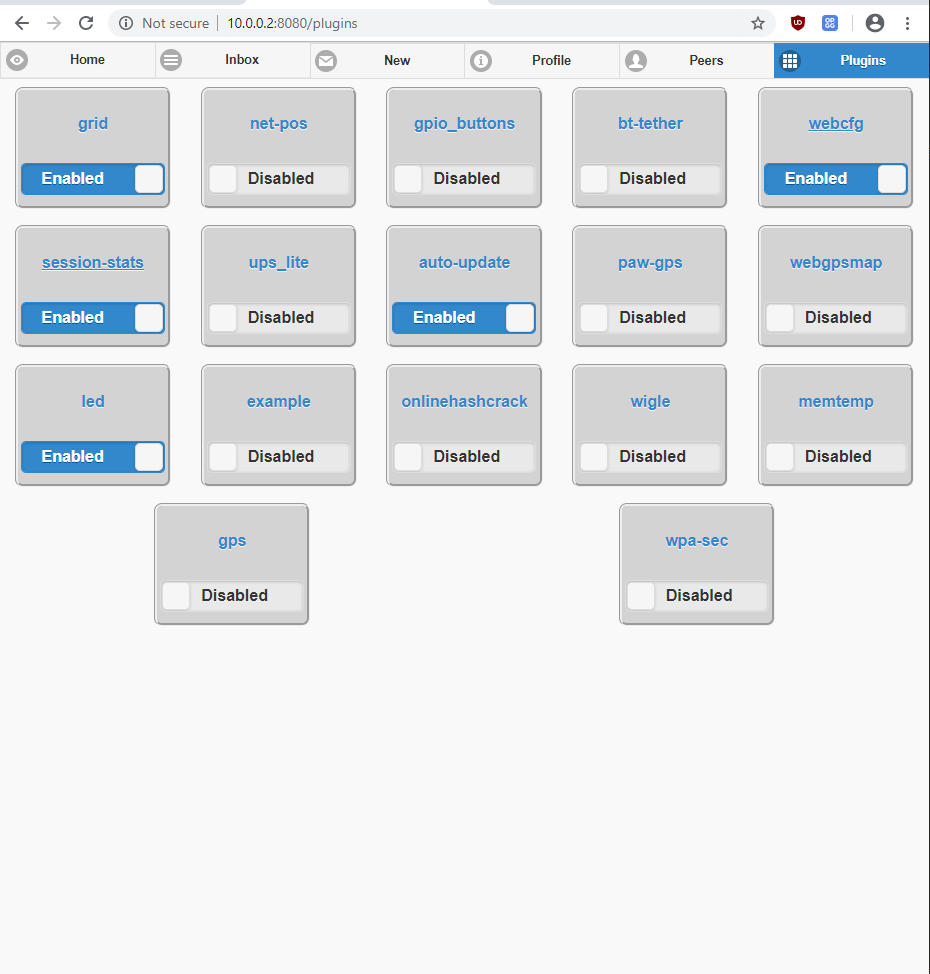 Not secure | 10.0.0.2:8080/plugins
Home Inbox New Profile Peers Plugins
grid net-pos gpio_buttons bt-tether webcfg
Enabled Disabled Disabled Disabled Enabled
session-stats ups_lite auto-update paw-gps webgpsmap
Enabled Disabled Enabled Disabled Disabled
led example onlinehashcrack wigle memtemp
Enabled Disabled Disabled Disabled Disabled
gps wpa-sec
Disabled Disabled